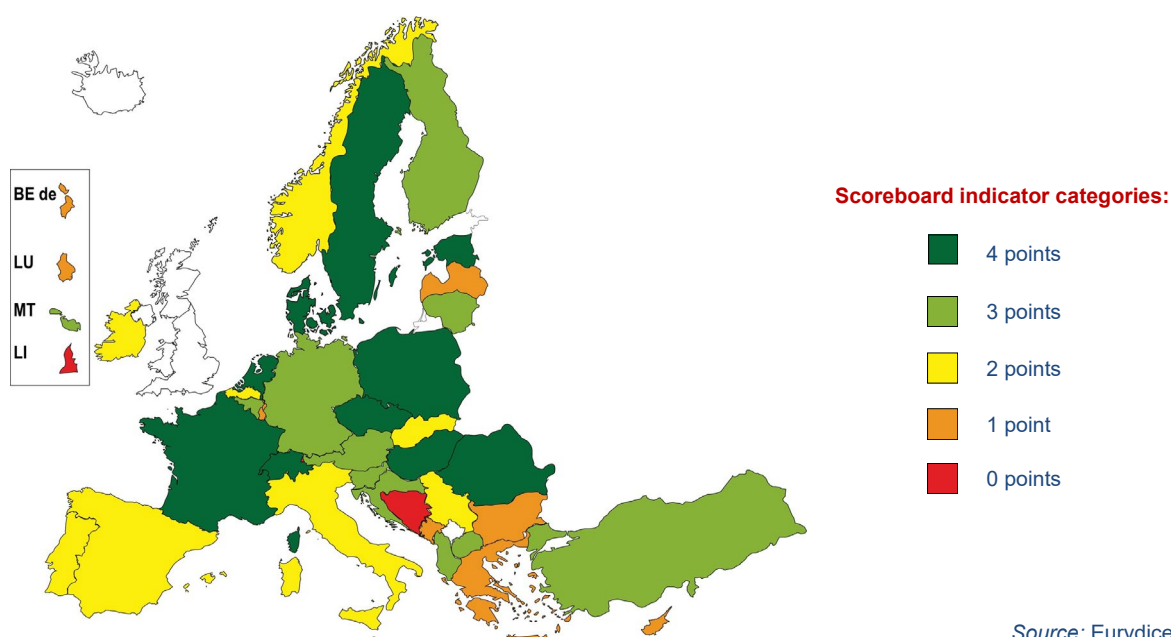 BE de
LU
MT
LI
Scoreboard indicator categories:
4 points
3 points
2 points
1 point
0 points
Source: Eurydice